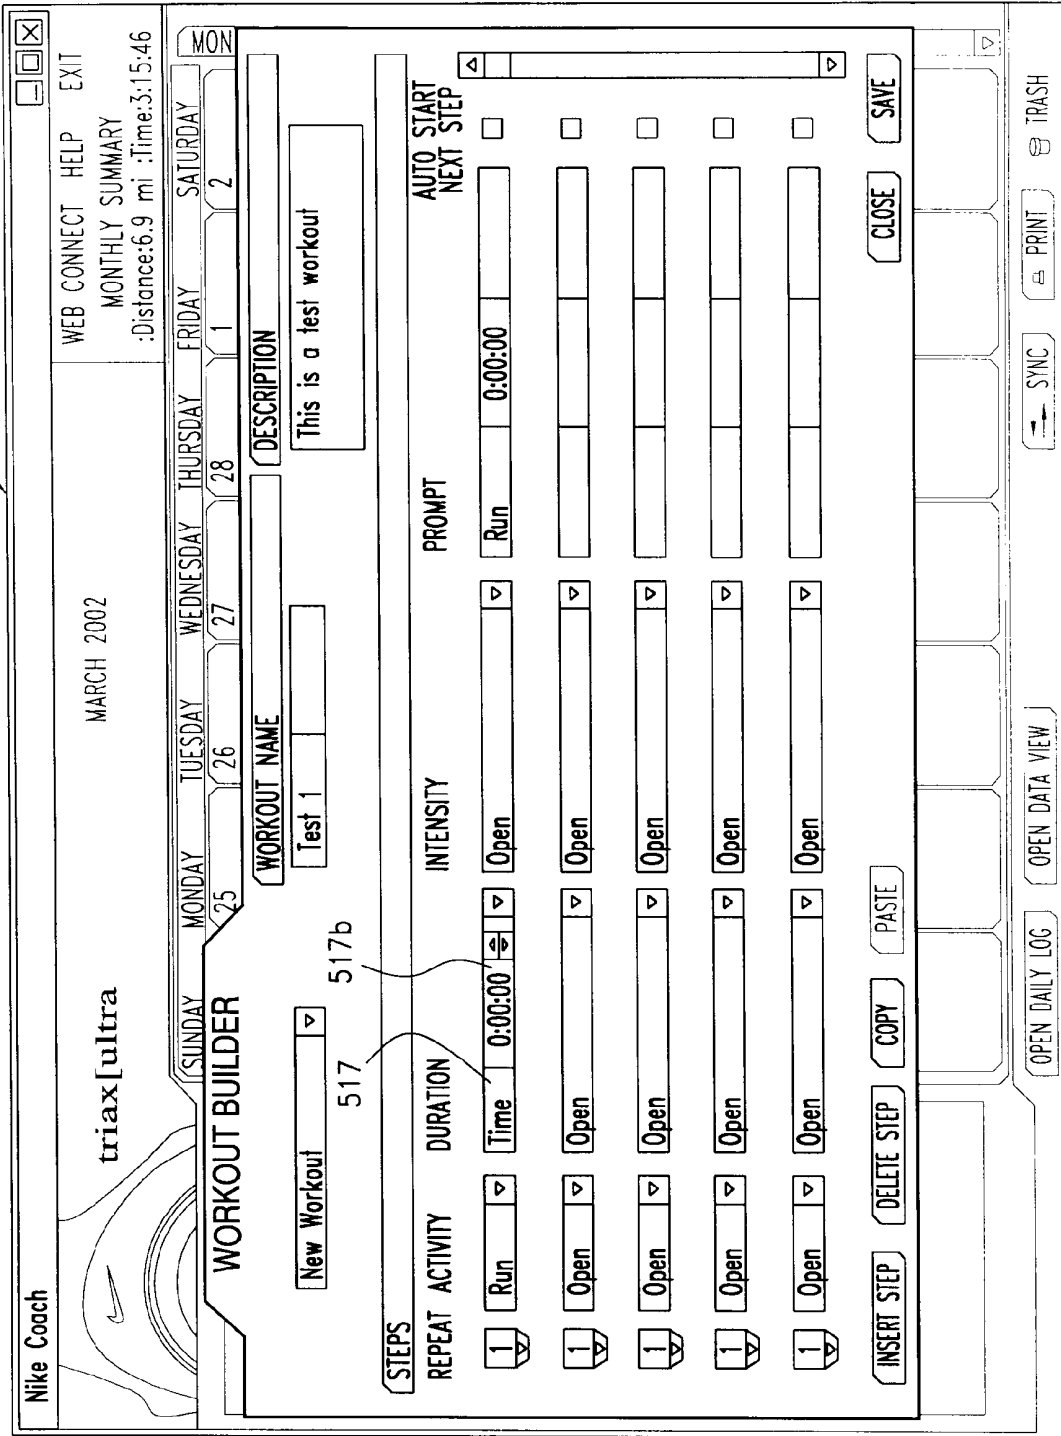 Nike Coach
triax[ultra
MARCH 2002
WEB CONNECT HELP EXIT
MONTHLY SUMMARY
:Distance:6.9 mi :Time:3:15:46
SUNDAY MONDAY TUESDAY WEDNESDAY THURSDAY FRIDAY SATURDAY
MON
25 26 27 28 1 2
WORKOUT BUILDER
WORKOUT NAME DESCRIPTION
New Workout Test 1 This is a test workout
517 517b
STEPS
REPEAT ACTIVITY DURATION INTENSITY PROMPT AUTO START
NEXT STEP
1 Run Time 0:00:00 Open Run 0:00:00
1 Open Open Open
1 Open Open Open
1 Open Open Open
1 Open Open Open
INSERT STEP DELETE STEP COPY PASTE CLOSE SAVE
OPEN DAILY LOG OPEN DATA VIEW SYNC PRINT TRASH